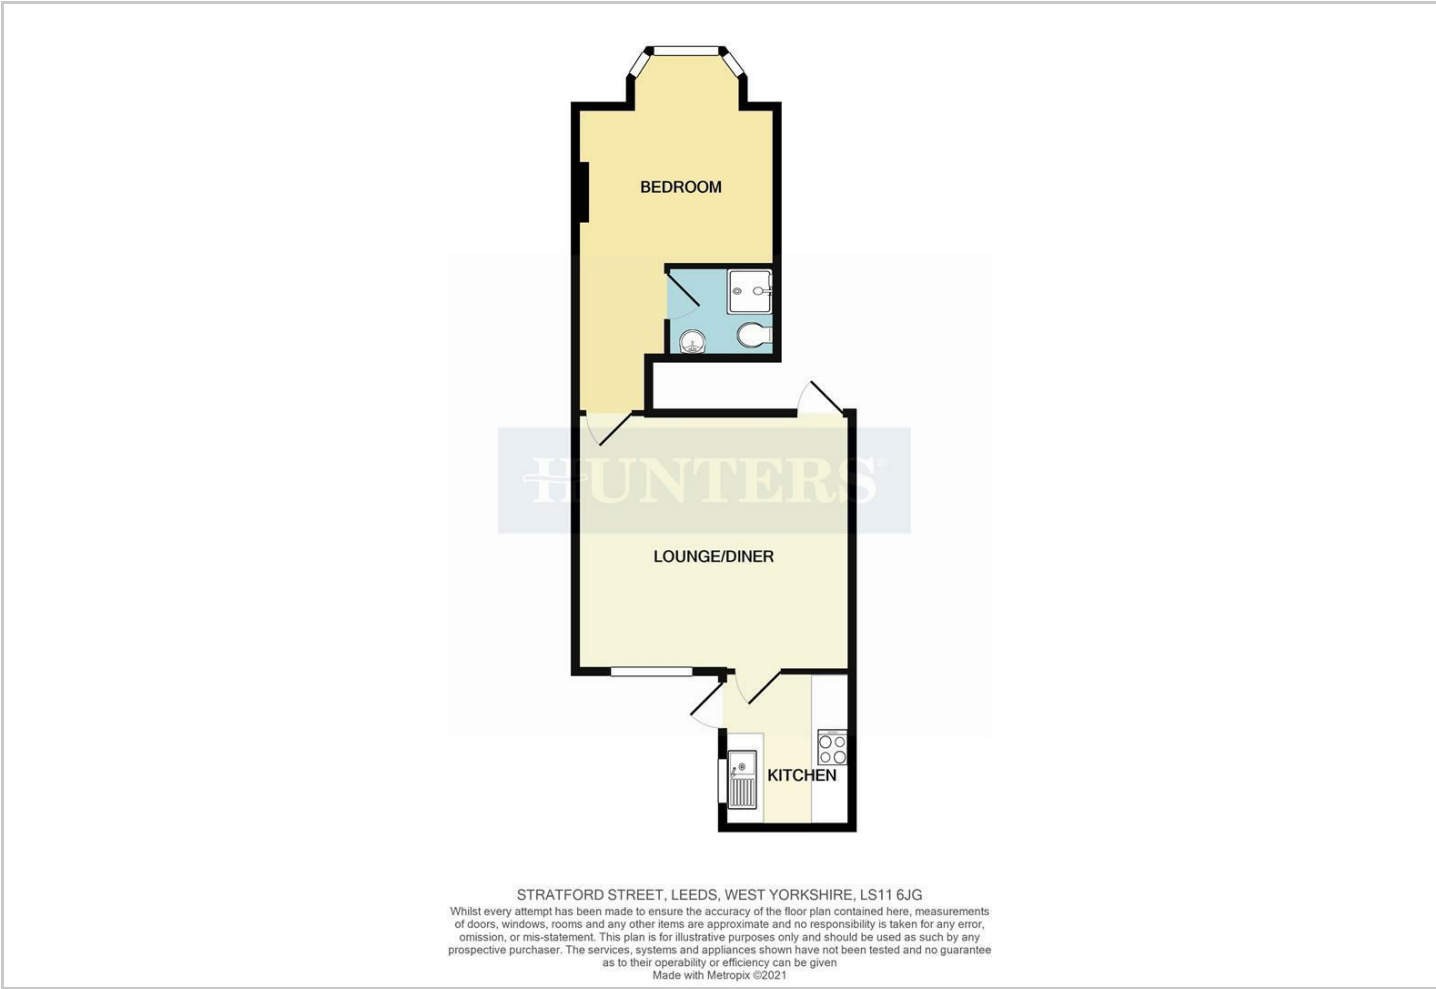 BEDROOM
HUNTERS®
LOUNGE/DINER
KITCHEN
STRATFORD STREET, LEEDS, WEST YORKSHIRE, LS11 6JG
Whilst every attempt has been made to ensure the accuracy of the floor plan contained here, measurements
of doors, windows, rooms and any other items are approximate and no responsibility is taken for any error,
omission, or mis-statement. This plan is for illustrative purposes only and should be used as such by any
prospective purchaser. The services, systems and appliances shown have not been tested and no guarantee
as to their operability or efficiency can be given
Made with Metropix ©2021